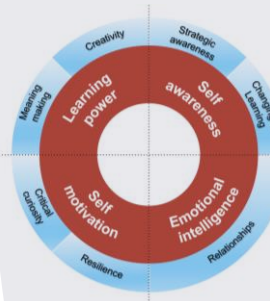 Creativity
Strategic
awareness
Meaning
making
Changing
Learning
Learning
power
Self
awareness
Critical
curiosity
Self
motivation
Emotional
intelligence
Resilience
Relationships